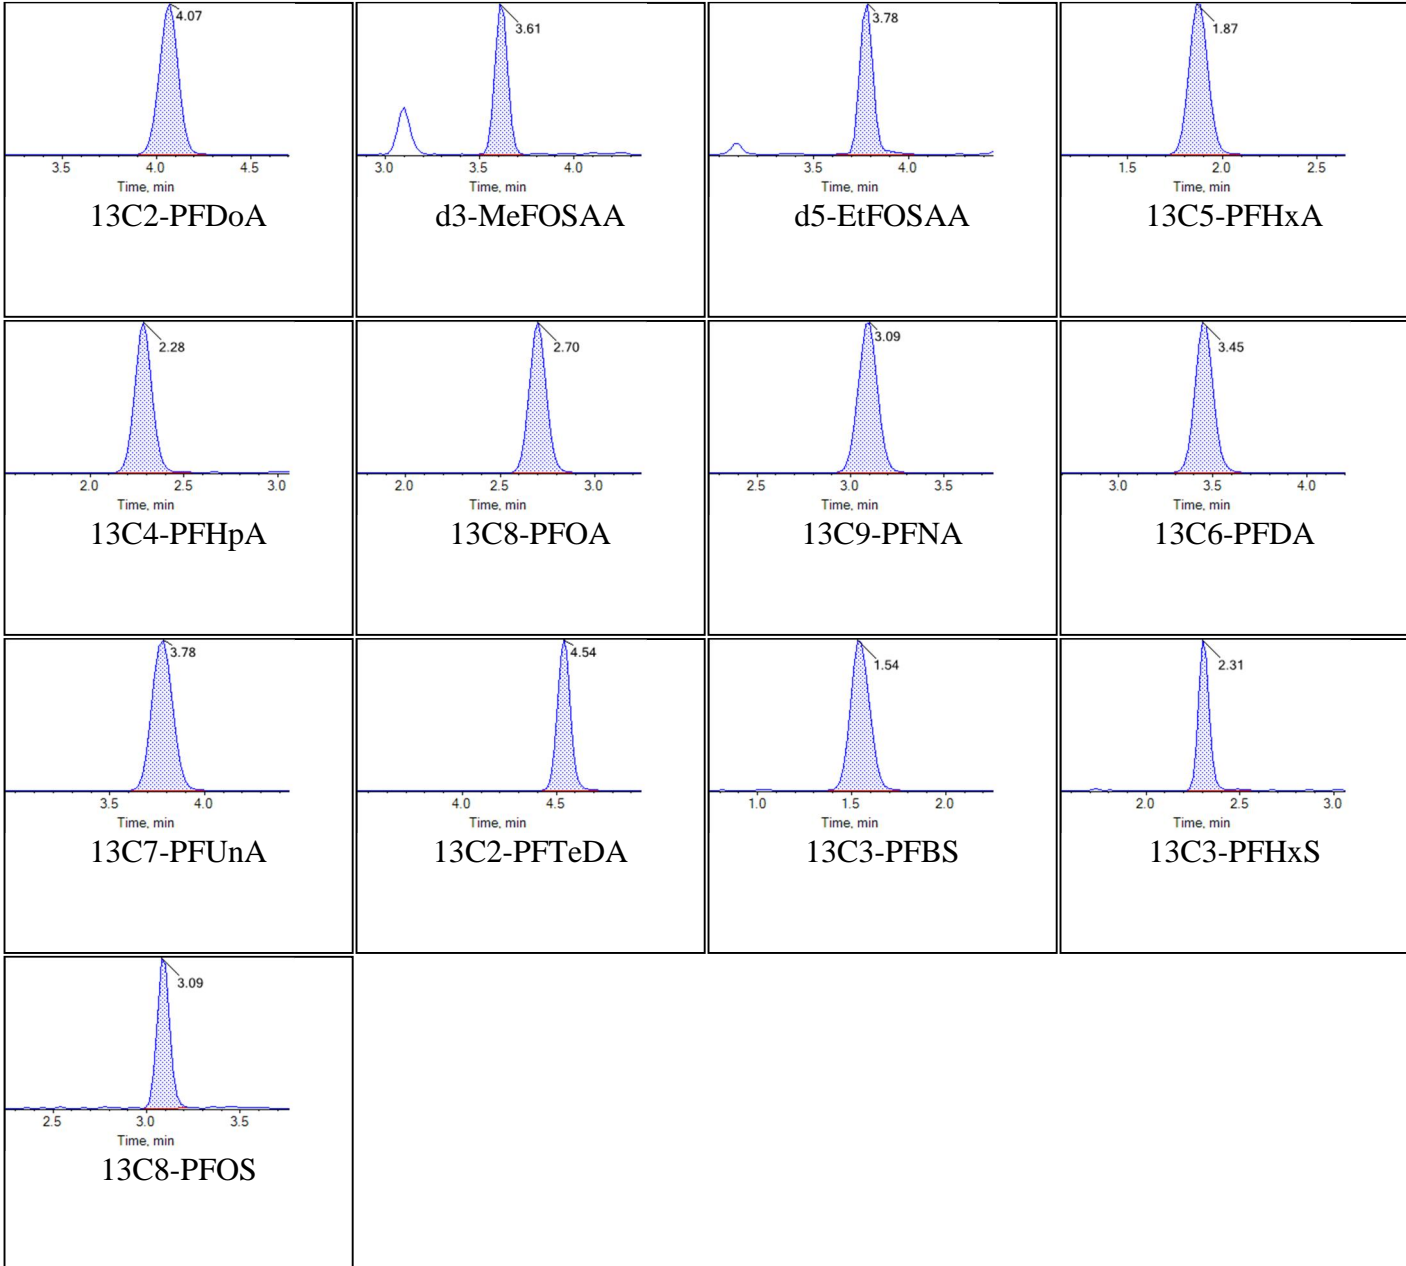 4.07
3.5 4.0 4.5
Time, min
13C2-PFDoA
3.61
3.0 3.5 4.0
Time, min
d3-MeFOSAA
3.78
3.5 4.0
Time, min
d5-EtFOSAA
1.87
1.5 2.0 2.5
Time, min
13C5-PFHxA
2.28
2.0 2.5 3.0
Time, min
13C4-PFHpA
2.70
2.0 2.5 3.0
Time, min
13C8-PFOA
3.09
2.5 3.0 3.5
Time, min
13C9-PFNA
3.45
3.0 3.5 4.0
Time, min
13C6-PFDA
3.78
3.5 4.0
Time, min
13C7-PFUnA
4.54
4.0 4.5
Time, min
13C2-PFTeDA
1.54
1.0 1.5 2.0
Time, min
13C3-PFBS
2.31
2.0 2.5 3.0
Time, min
13C3-PFHxS
3.09
2.5 3.0 3.5
Time, min
13C8-PFOS